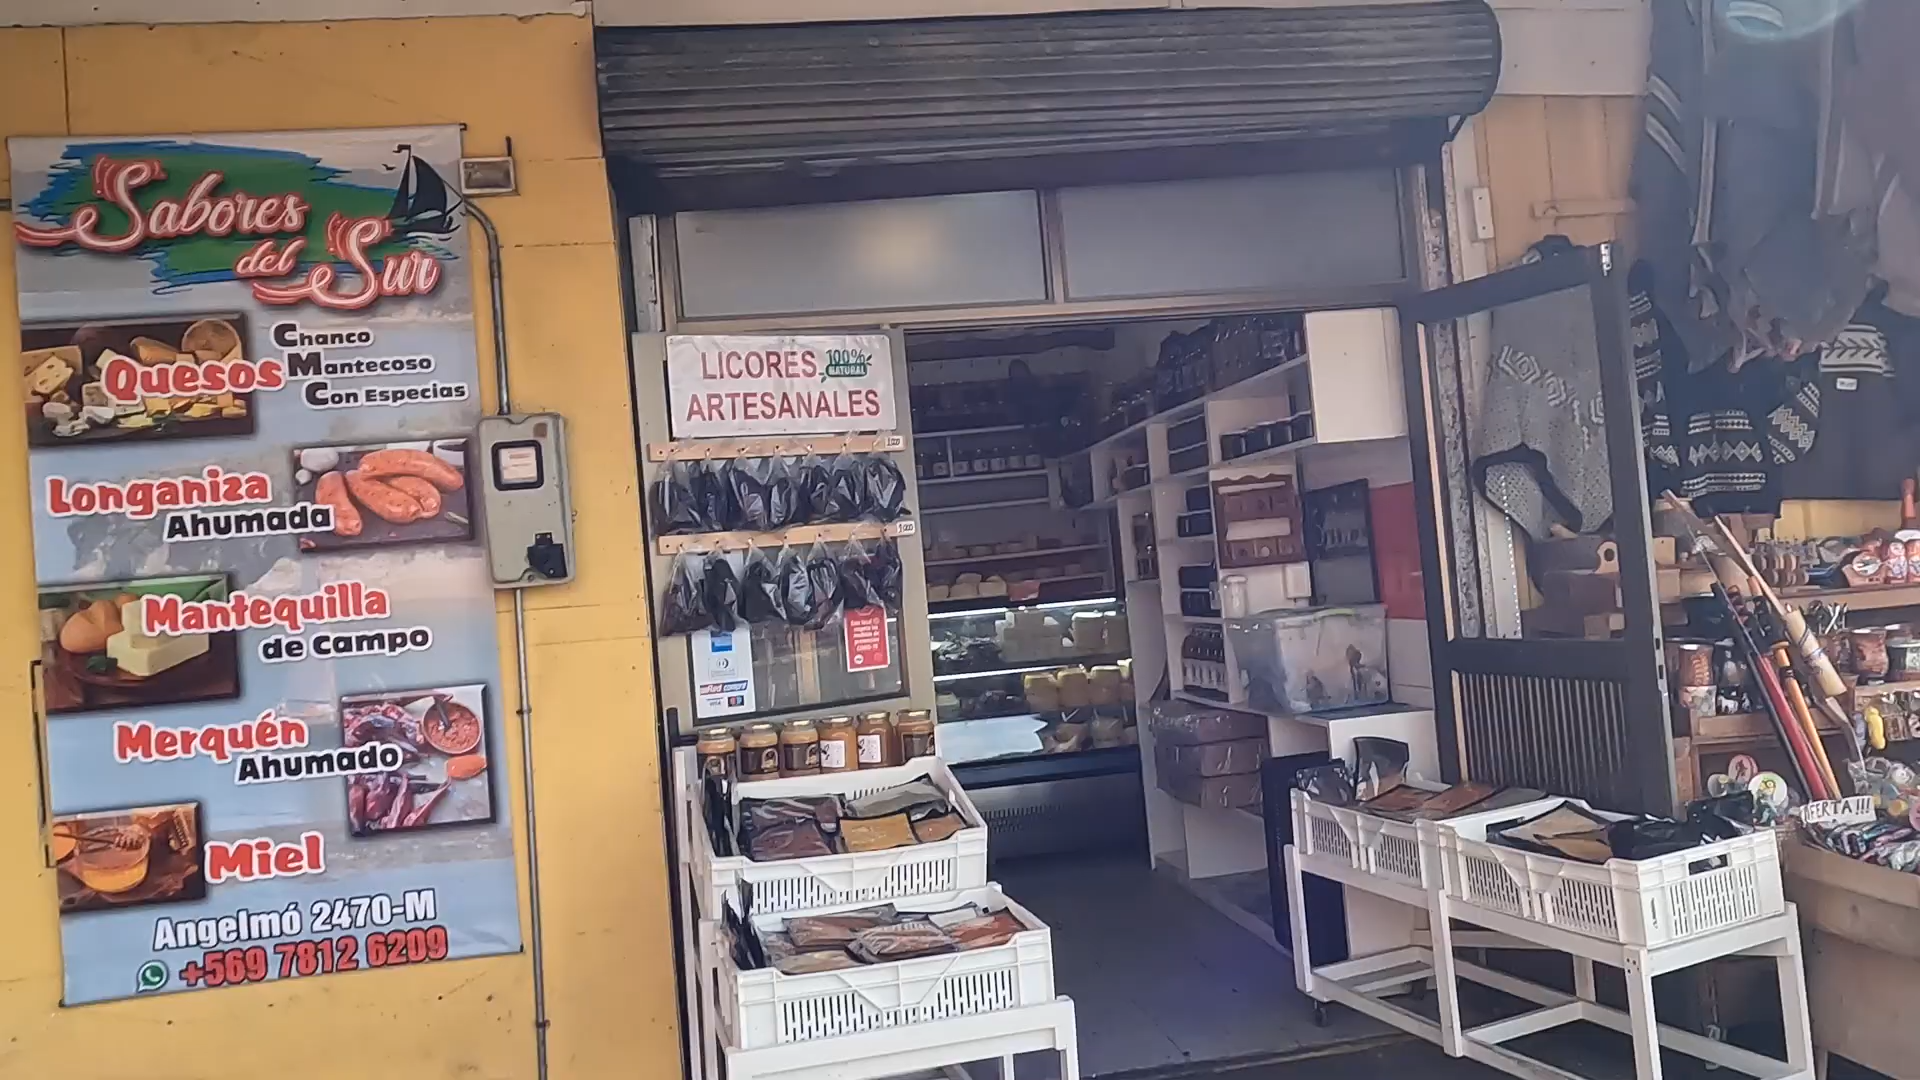 Sabores
del Sur
Quesos
Chanco
Mantecoso
Con Especias
Longaniza
Ahumada
Mantequilla
de Campo
Merquén
Ahumado
Miel
Angelmó 2470-M
+569 7812 6209
LICORES 100% NATURAL
ARTESANALES
OFERTA!!!